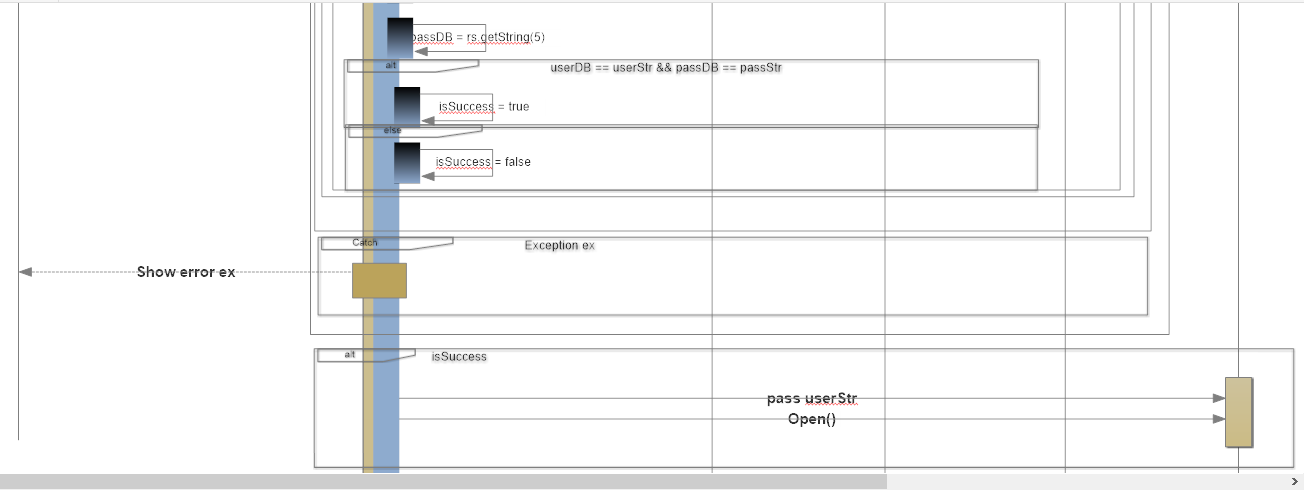 passDB = rs.getString(5)
alt
userDB == userStr && passDB == passStr
isSuccess = true
else
isSuccess = false
Catch
Exception ex
Show error ex
alt
isSuccess
pass userStr
Open()